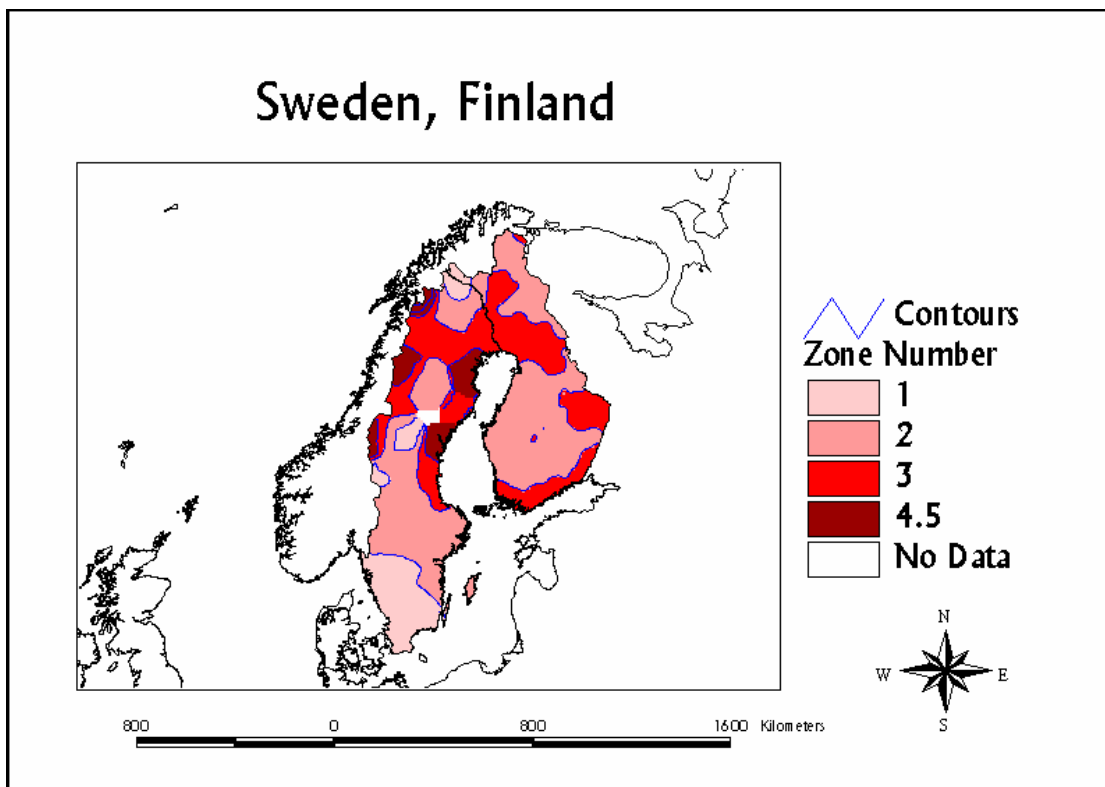 Sweden, Finland
Contours
Zone Number
1
2
3
4.5
No Data
N
W E
S
800 0 800 1600 Kilometers